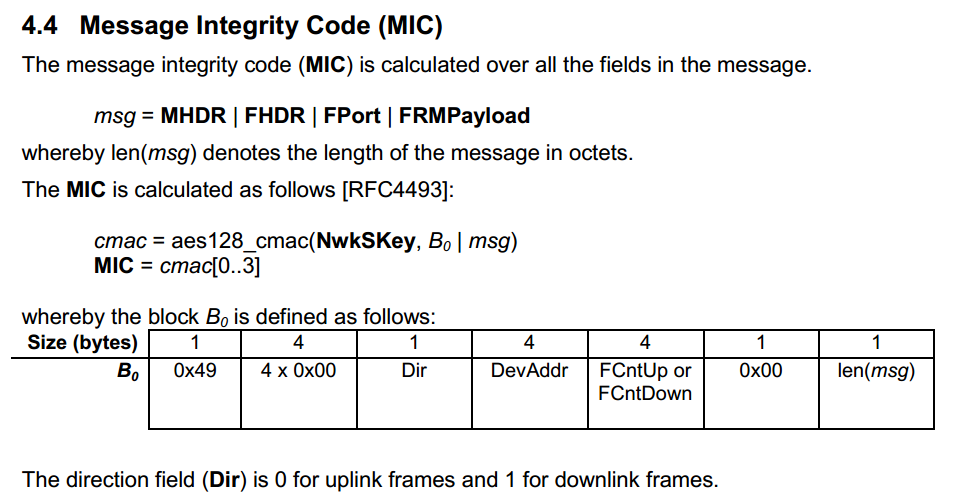 4.4 Message Integrity Code (MIC)
The message integrity code (MIC) is calculated over all the fields in the message.
msg = MHDR | FHDR | FPort | FRMPayload
whereby len(msg) denotes the length of the message in octets.
The MIC is calculated as follows [RFC4493]:
cmac = aes128_cmac(NwkSKey, B0 | msg)
MIC = cmac[0..3]
whereby the block B0 is defined as follows:
Size (bytes) 1 4 1 4 4 1 1
B0 0x49 4 x 0x00 Dir DevAddr FCntUp or 0x00 len(msg)
FCntDown
The direction field (Dir) is 0 for uplink frames and 1 for downlink frames.